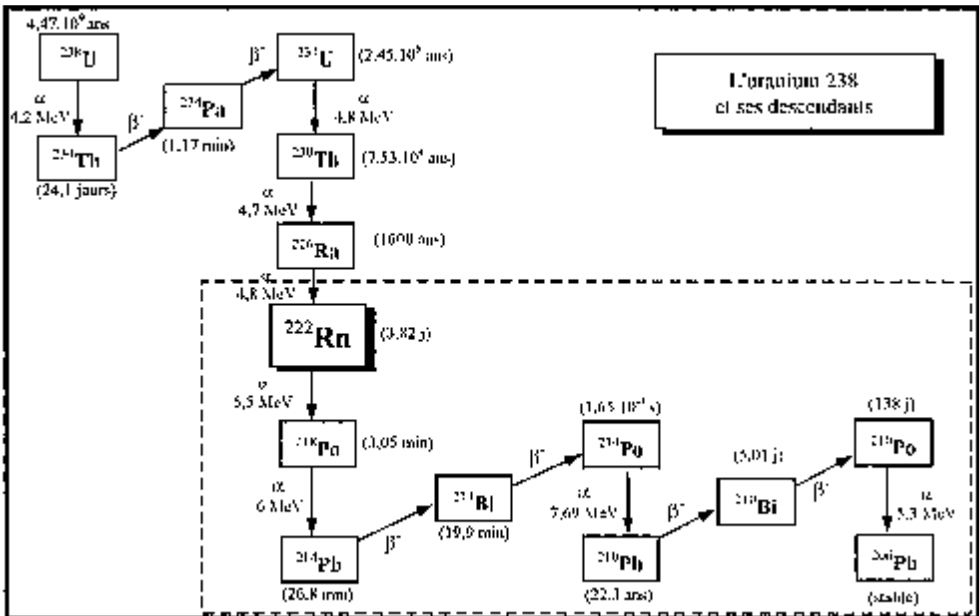 4,47.10⁹ ans
²³⁸U
α
4,2 MeV
²³⁴Th
(24,1 jours)
β⁻
²³⁴Pa
(1,17 min)
β⁻
²³⁴U
(2,45.10⁵ ans)
α
4,8 MeV
²³⁰Th
(7,53.10⁴ ans)
α
4,7 MeV
²²⁶Ra
(1600 ans)
α
4,8 MeV
²²²Rn
(3,82 j)
α
5,5 MeV
²¹⁸Po
(3,05 min)
α
6 MeV
²¹⁴Pb
(26,8 mn)
β⁻
²¹⁴Bi
(19,9 min)
β⁻
(1,65 10⁻⁴ s)
²¹⁴Po
α
7,69 MeV
²¹⁰Pb
(22,3 ans)
β⁻
(5,01 j)
²¹⁰Bi
β⁻
(138 j)
²¹⁰Po
α
5,3 MeV
²⁰⁶Pb
(stable)
L'uranium 238
et ses descendants